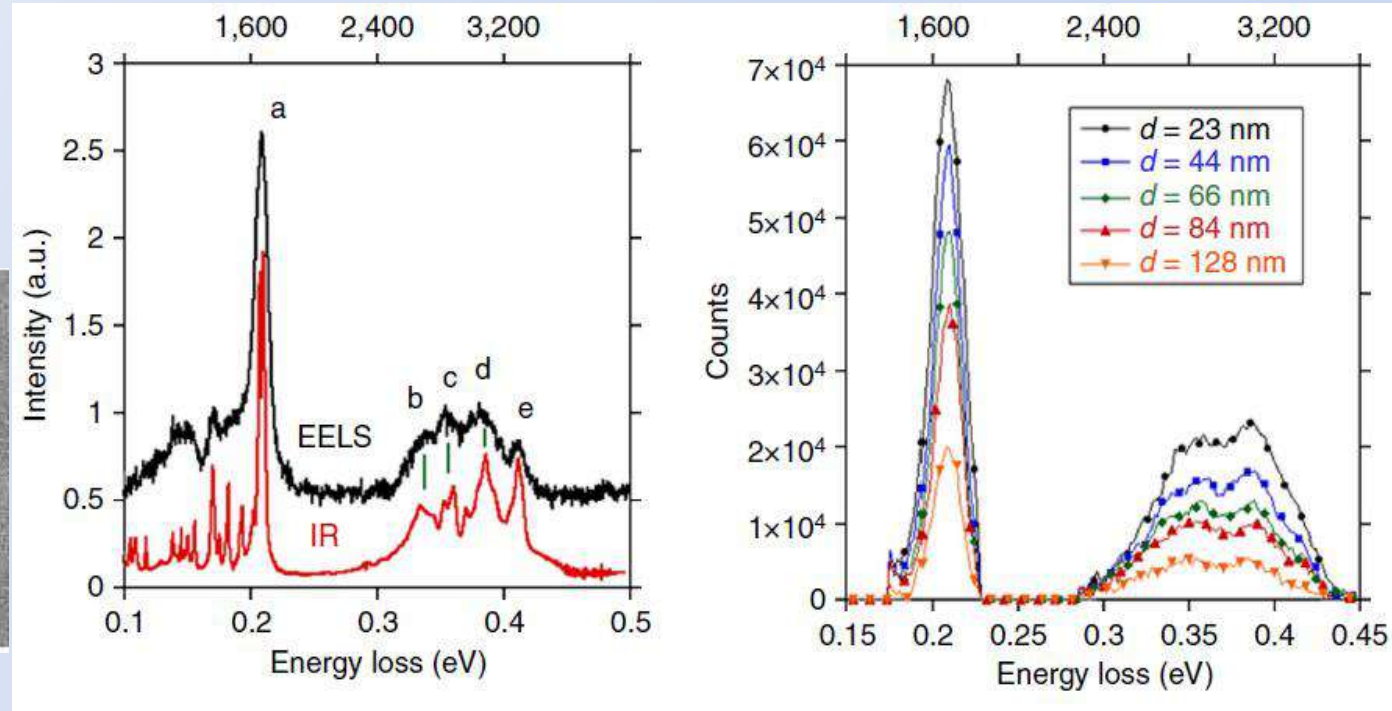 1,600 2,400 3,200
3
2.5
2
1.5
1
0.5
0
Intensity (a.u.)
a
b
c
d
e
EELS
IR
0.1 0.2 0.3 0.4 0.5
Energy loss (eV)
1,600 2,400 3,200
7×10⁴
6×10⁴
5×10⁴
4×10⁴
3×10⁴
2×10⁴
1×10⁴
0
Counts
d = 23 nm
d = 44 nm
d = 66 nm
d = 84 nm
d = 128 nm
0.15 0.2 0.25 0.3 0.35 0.4 0.45
Energy loss (eV)